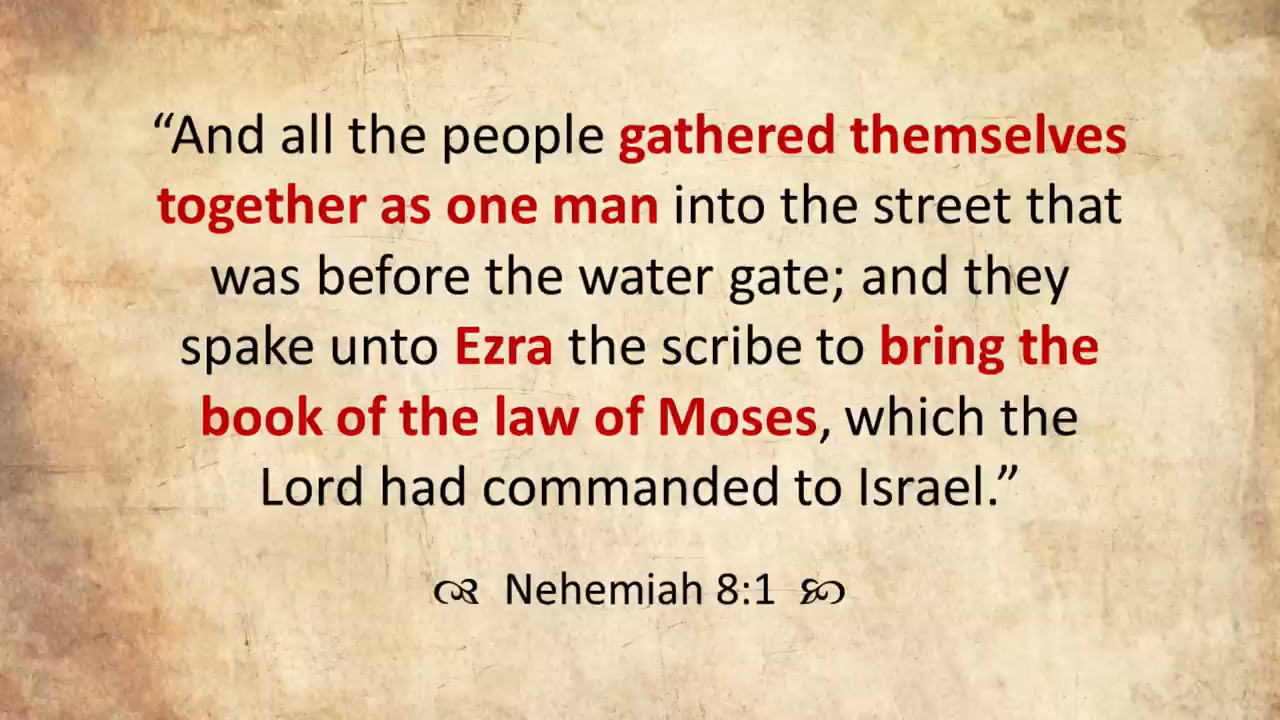 “And all the people gathered themselves
together as one man into the street that
was before the water gate; and they
spake unto Ezra the scribe to bring the
book of the law of Moses, which the
Lord had commanded to Israel.”
Nehemiah 8:1